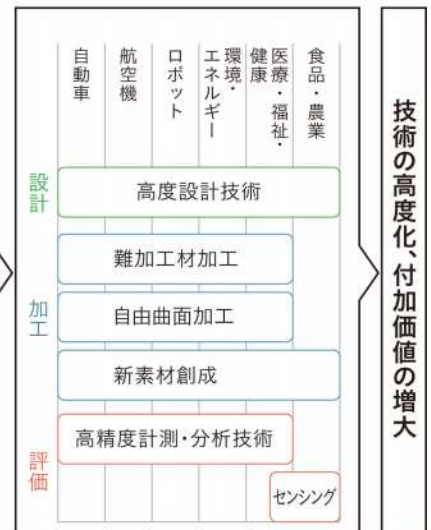 自動車
航空機
ロボット
環境・
エネルギー
医療・福祉・
健康
食品・農業
設計
高度設計技術
加工
難加工材加工
自由曲面加工
新素材創成
評価
高精度計測・分析技術
センシング
技術の高度化、付加価値の増大